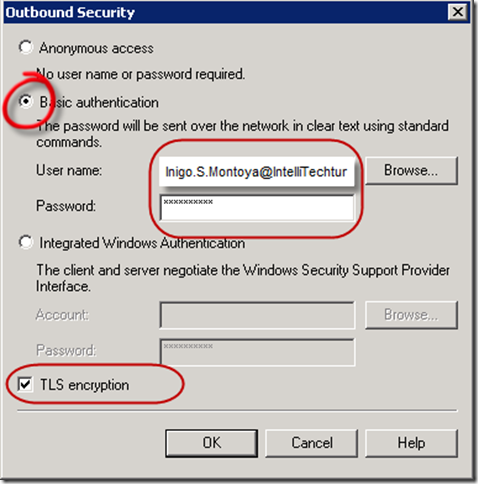 Outbound Security
Anonymous access
No user name or password required.
Basic authentication
The password will be sent over the network in clear text using standard
commands.
User name: Inigo.S.Montoya@IntelliTechtur Browse...
Password: xxxxxxxxxx
Integrated Windows Authentication
The client and server negotiate the Windows Security Support Provider
Interface.
Account: Browse...
Password: xxxxxxxxxx
TLS encryption
OK Cancel Help